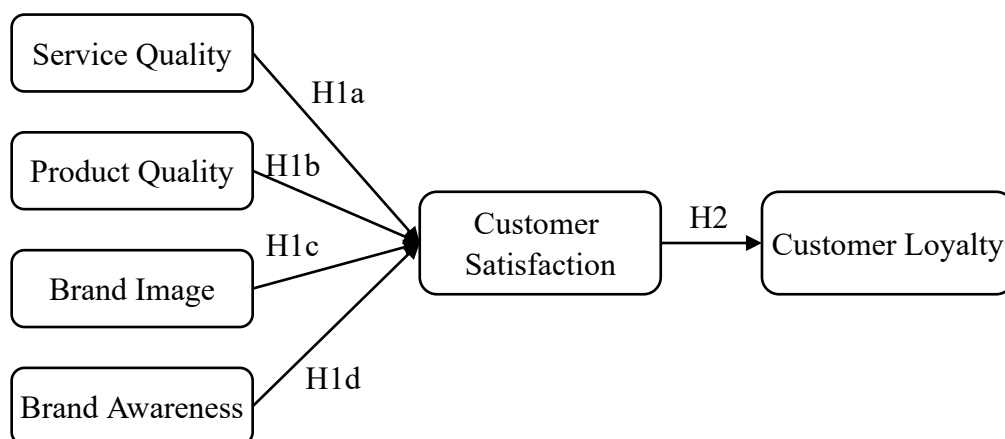 Service Quality
H1a
Product Quality
H1b
Brand Image
H1c
Brand Awareness
H1d
Customer
Satisfaction
H2
Customer Loyalty